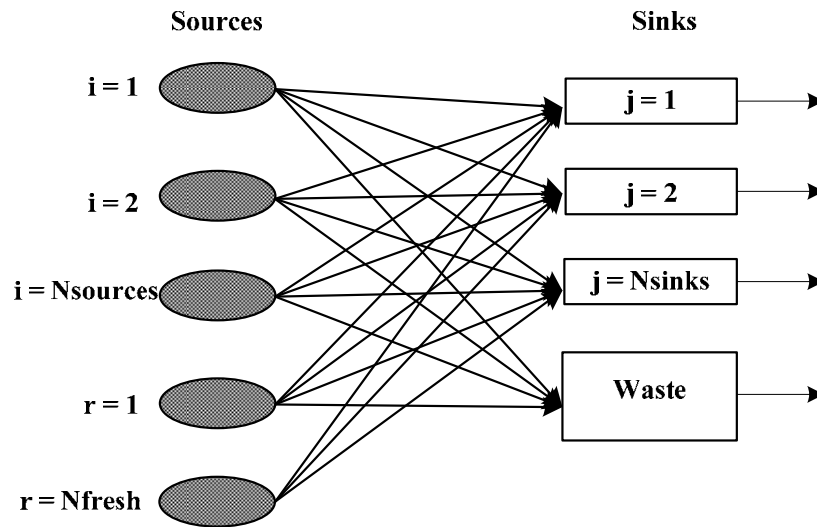 Sources Sinks
i = 1
j = 1
i = 2
j = 2
i = Nsources
j = Nsinks
r = 1
Waste
r = Nfresh